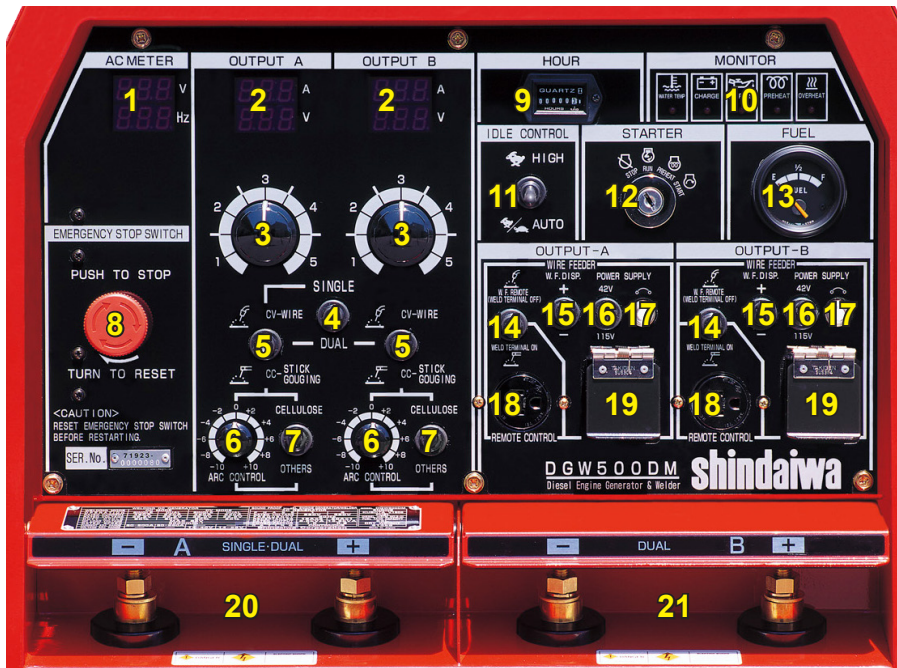 AC METER
1
V
Hz
OUTPUT A
2
A
V
OUTPUT B
2
A
V
HOUR
9
QUARTZ
HOURS
MONITOR
WATER TEMP
CHARGE
10
PREHEAT
OVERHEAT
IDLE CONTROL
HIGH
11
AUTO
STARTER
STOP
RUN
PREHEAT
START
12
FUEL
E
1/2
F
FUEL
13
1
2
3
4
5
3
1
2
3
4
5
3
EMERGENCY STOP SWITCH
PUSH TO STOP
8
TURN TO RESET
<CAUTION>
RESET EMERGENCY STOP SWITCH
BEFORE RESTARTING.
SER.No.
71923-
0000080
SINGLE
4
DUAL
CV-WIRE
5
CC-STICK
GOUGING
CV-WIRE
5
CC-STICK
GOUGING
-10
-8
-6
-4
-2
0
+2
+4
+6
+8
+10
6
ARC CONTROL
CELLULOSE
7
OTHERS
-10
-8
-6
-4
-2
0
+2
+4
+6
+8
+10
6
ARC CONTROL
CELLULOSE
7
OTHERS
OUTPUT-A
WIRE FEEDER
W.F. REMOTE
(WELD TERMINAL OFF)
14
WELD TERMINAL ON
W.F.DISP.
+
15
−
POWER SUPPLY
42V
16
115V
17
18
REMOTE CONTROL
19
OUTPUT-B
WIRE FEEDER
W.F. REMOTE
(WELD TERMINAL OFF)
14
WELD TERMINAL ON
W.F.DISP.
+
15
−
POWER SUPPLY
42V
16
115V
17
18
REMOTE CONTROL
19
DGW500DM
Diesel Engine Generator & Welder
shindaiwa
− A SINGLE·DUAL +
20
− DUAL B +
21